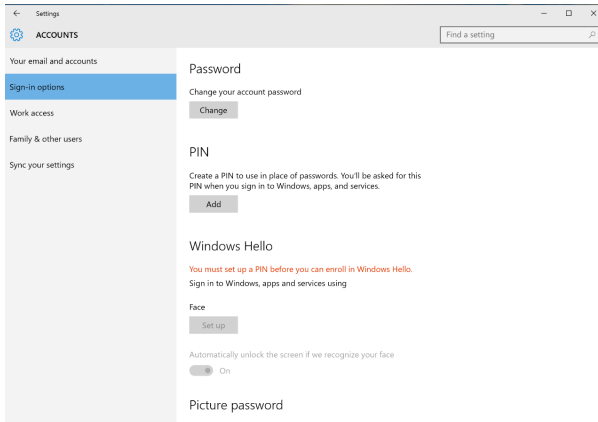 Settings
ACCOUNTS
Find a setting
Your email and accounts
Sign-in options
Work access
Family & other users
Sync your settings
Password
Change your account password
Change
PIN
Create a PIN to use in place of passwords. You'll be asked for this
PIN when you sign in to Windows, apps, and services.
Add
Windows Hello
You must set up a PIN before you can enroll in Windows Hello.
Sign in to Windows, apps and services using
Face
Set up
Automatically unlock the screen if we recognize your face
On
Picture password